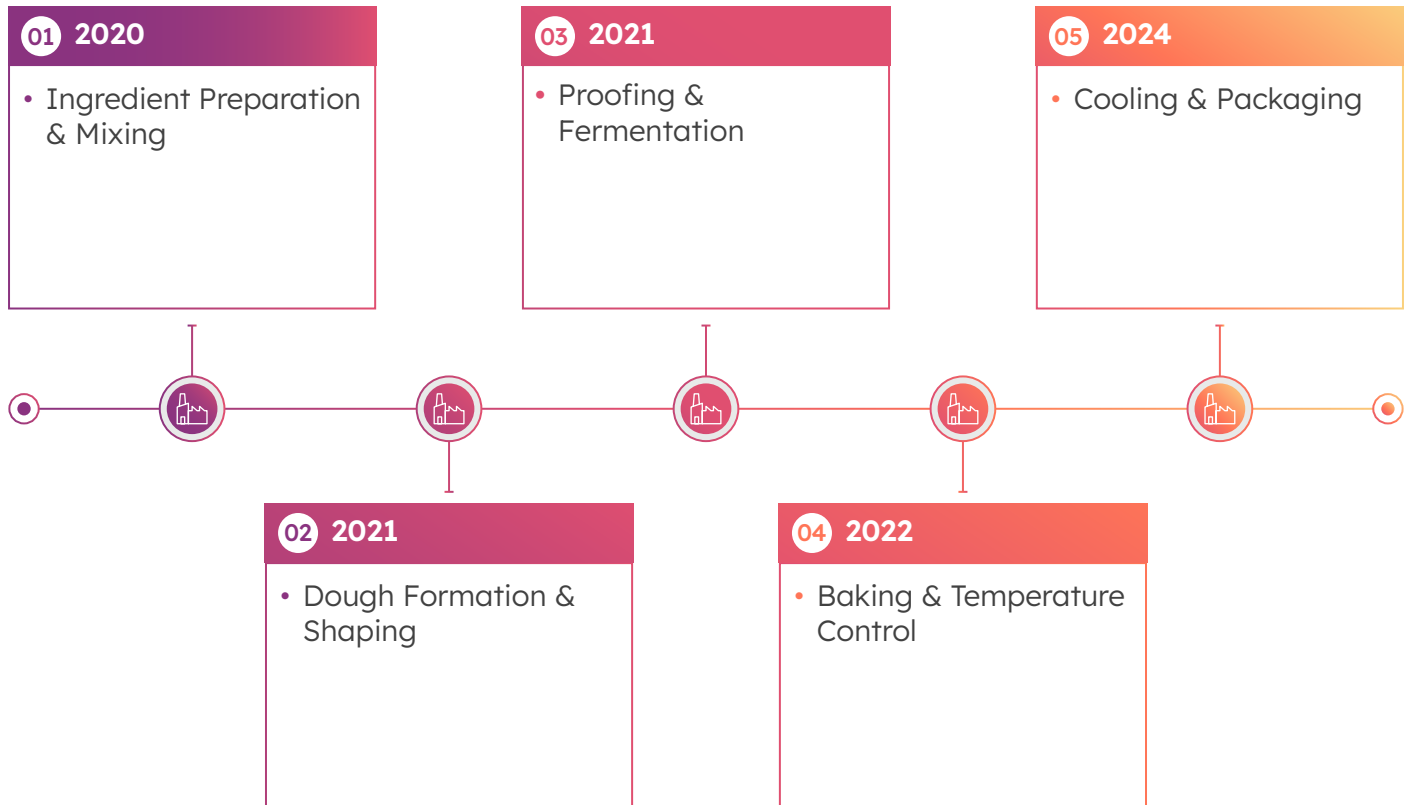 01 2020
• Ingredient Preparation
& Mixing
02 2021
• Dough Formation &
Shaping
03 2021
• Proofing &
Fermentation
04 2022
• Baking & Temperature
Control
05 2024
• Cooling & Packaging